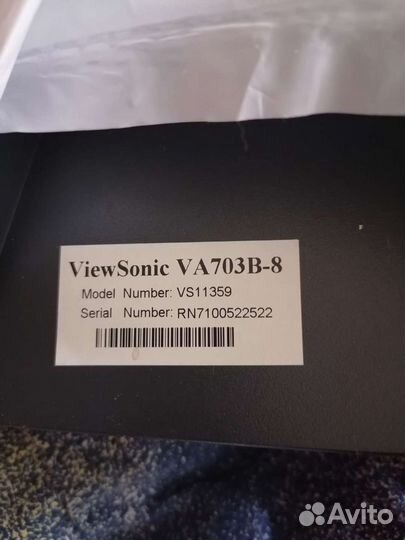 ViewSonic VA703B-8
Model Number: VS11359
Serial Number: RN7100522522
Avito